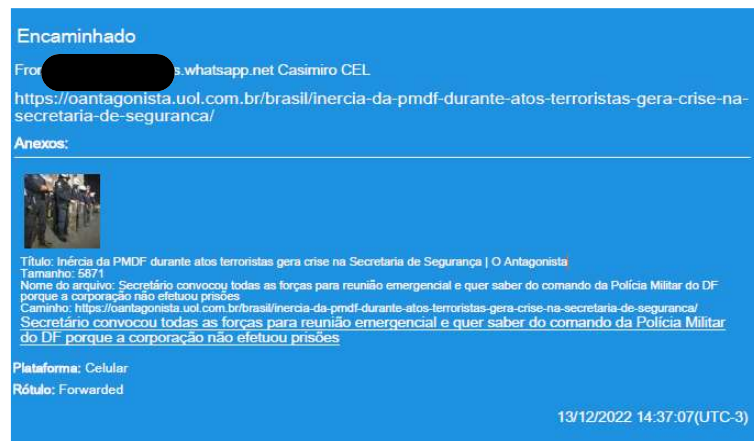 Encaminhado
From s.whatsapp.net Casimiro CEL
https://oantagonista.uol.com.br/brasil/inercia-da-pmdf-durante-atos-terroristas-gera-crise-na-
secretaria-de-seguranca/
Anexos:
Título: Inércia da PMDF durante atos terroristas gera crise na Secretaria de Segurança | O Antagonista
Tamanho: 5871
Nome do arquivo: Secretário convocou todas as forças para reunião emergencial e quer saber do comando da Polícia Militar do DF
porque a corporação não efetuou prisões
Caminho: https://oantagonista.uol.com.br/brasil/inercia-da-pmdf-durante-atos-terroristas-gera-crise-na-secretaria-de-seguranca/
Secretário convocou todas as forças para reunião emergencial e quer saber do comando da Polícia Militar
do DF porque a corporação não efetuou prisões
Plataforma: Celular
Rótulo: Forwarded
13/12/2022 14:37:07(UTC-3)